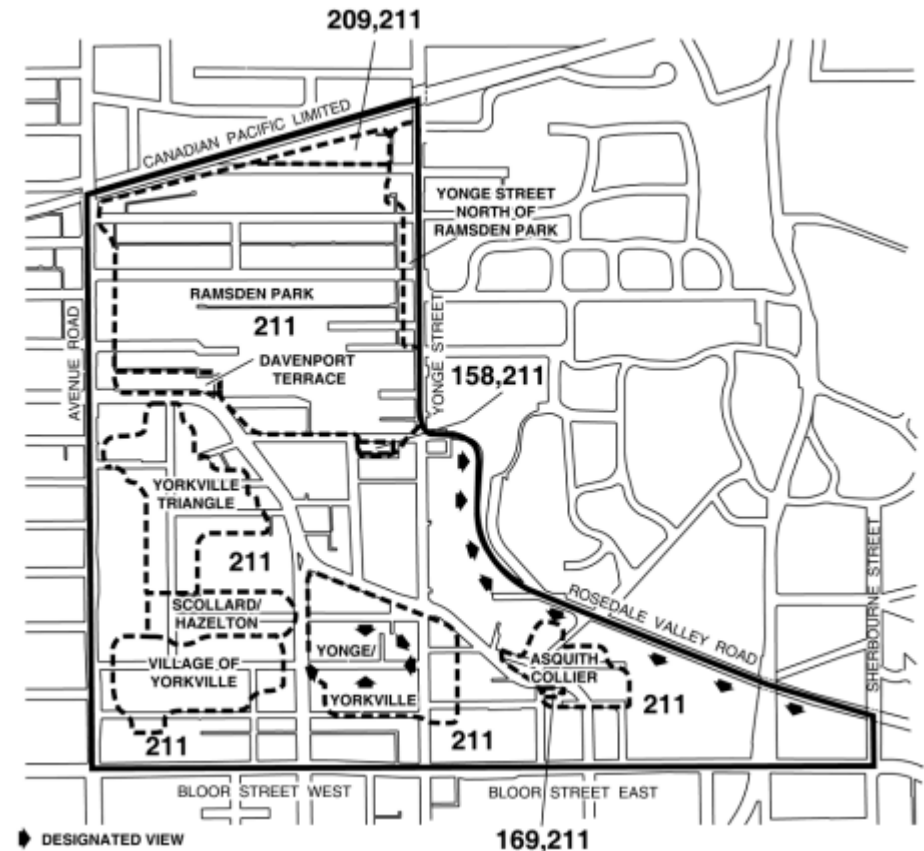 209,211
CANADIAN PACIFIC LIMITED
YONGE STREET
NORTH OF
RAMSDEN PARK
RAMSDEN PARK
211
AVENUE ROAD
YONGE STREET
DAVENPORT
TERRACE
158,211
YORKVILLE
TRIANGLE
211
SCOLLARD/
HAZELTON
ROSEDALE VALLEY ROAD
SHERBOURNE STREET
VILLAGE OF
YORKVILLE
YONGE/
YORKVILLE
ASQUITH
COLLIER
211
211
211
BLOOR STREET WEST
BLOOR STREET EAST
DESIGNATED VIEW
169,211